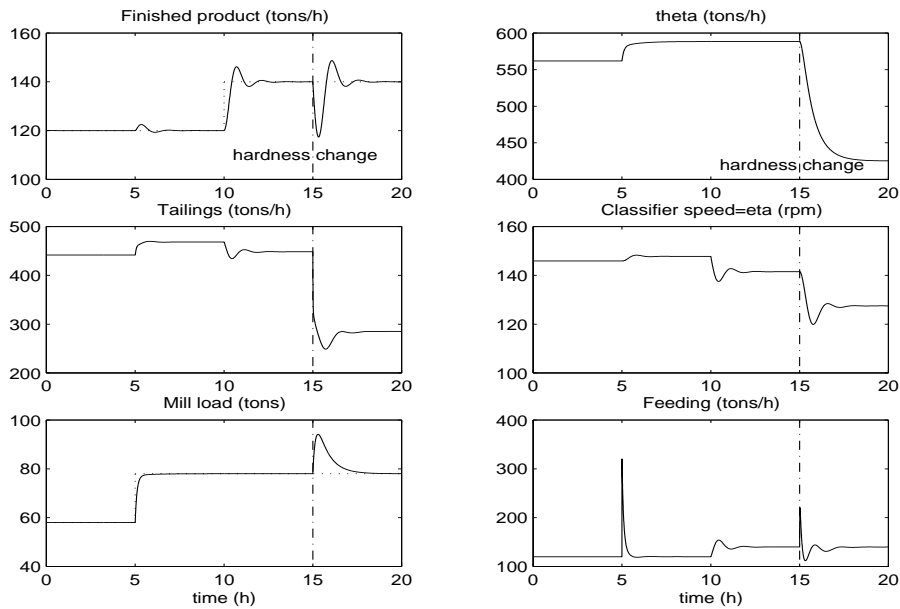 Finished product (tons/h)
160
140
120
100
hardness change
0 5 10 15 20
theta (tons/h)
600
550
500
450
400
hardness change
0 5 10 15 20
Tailings (tons/h)
500
400
300
200
0 5 10 15 20
Classifier speed=eta (rpm)
160
140
120
100
0 5 10 15 20
Mill load (tons)
100
80
60
40
0 5 10 15 20
time (h)
Feeding (tons/h)
400
300
200
100
0 5 10 15 20
time (h)